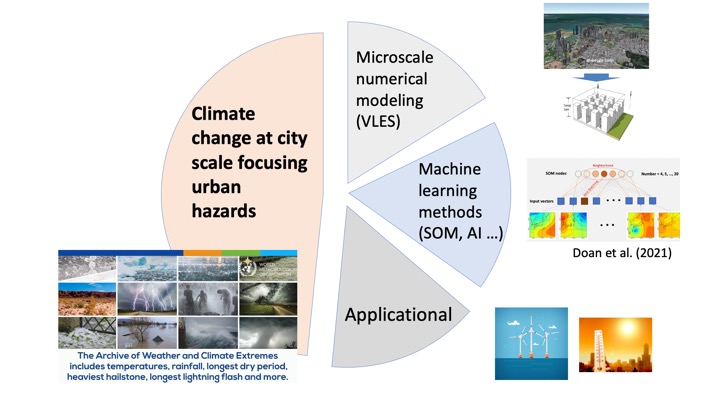 Climate
change at city
scale focusing
urban
hazards
Microscale
numerical
modeling
(VLES)
Machine
learning
methods
(SOM, AI ...)
Applicational
The Archive of Weather and Climate Extremes
includes temperatures, rainfall, longest dry period,
heaviest hailstone, longest lightning flash and more.
Neighborhood
SOM nodes
Number = 4, 5, ..., 20
Input vectors
Doan et al. (2021)